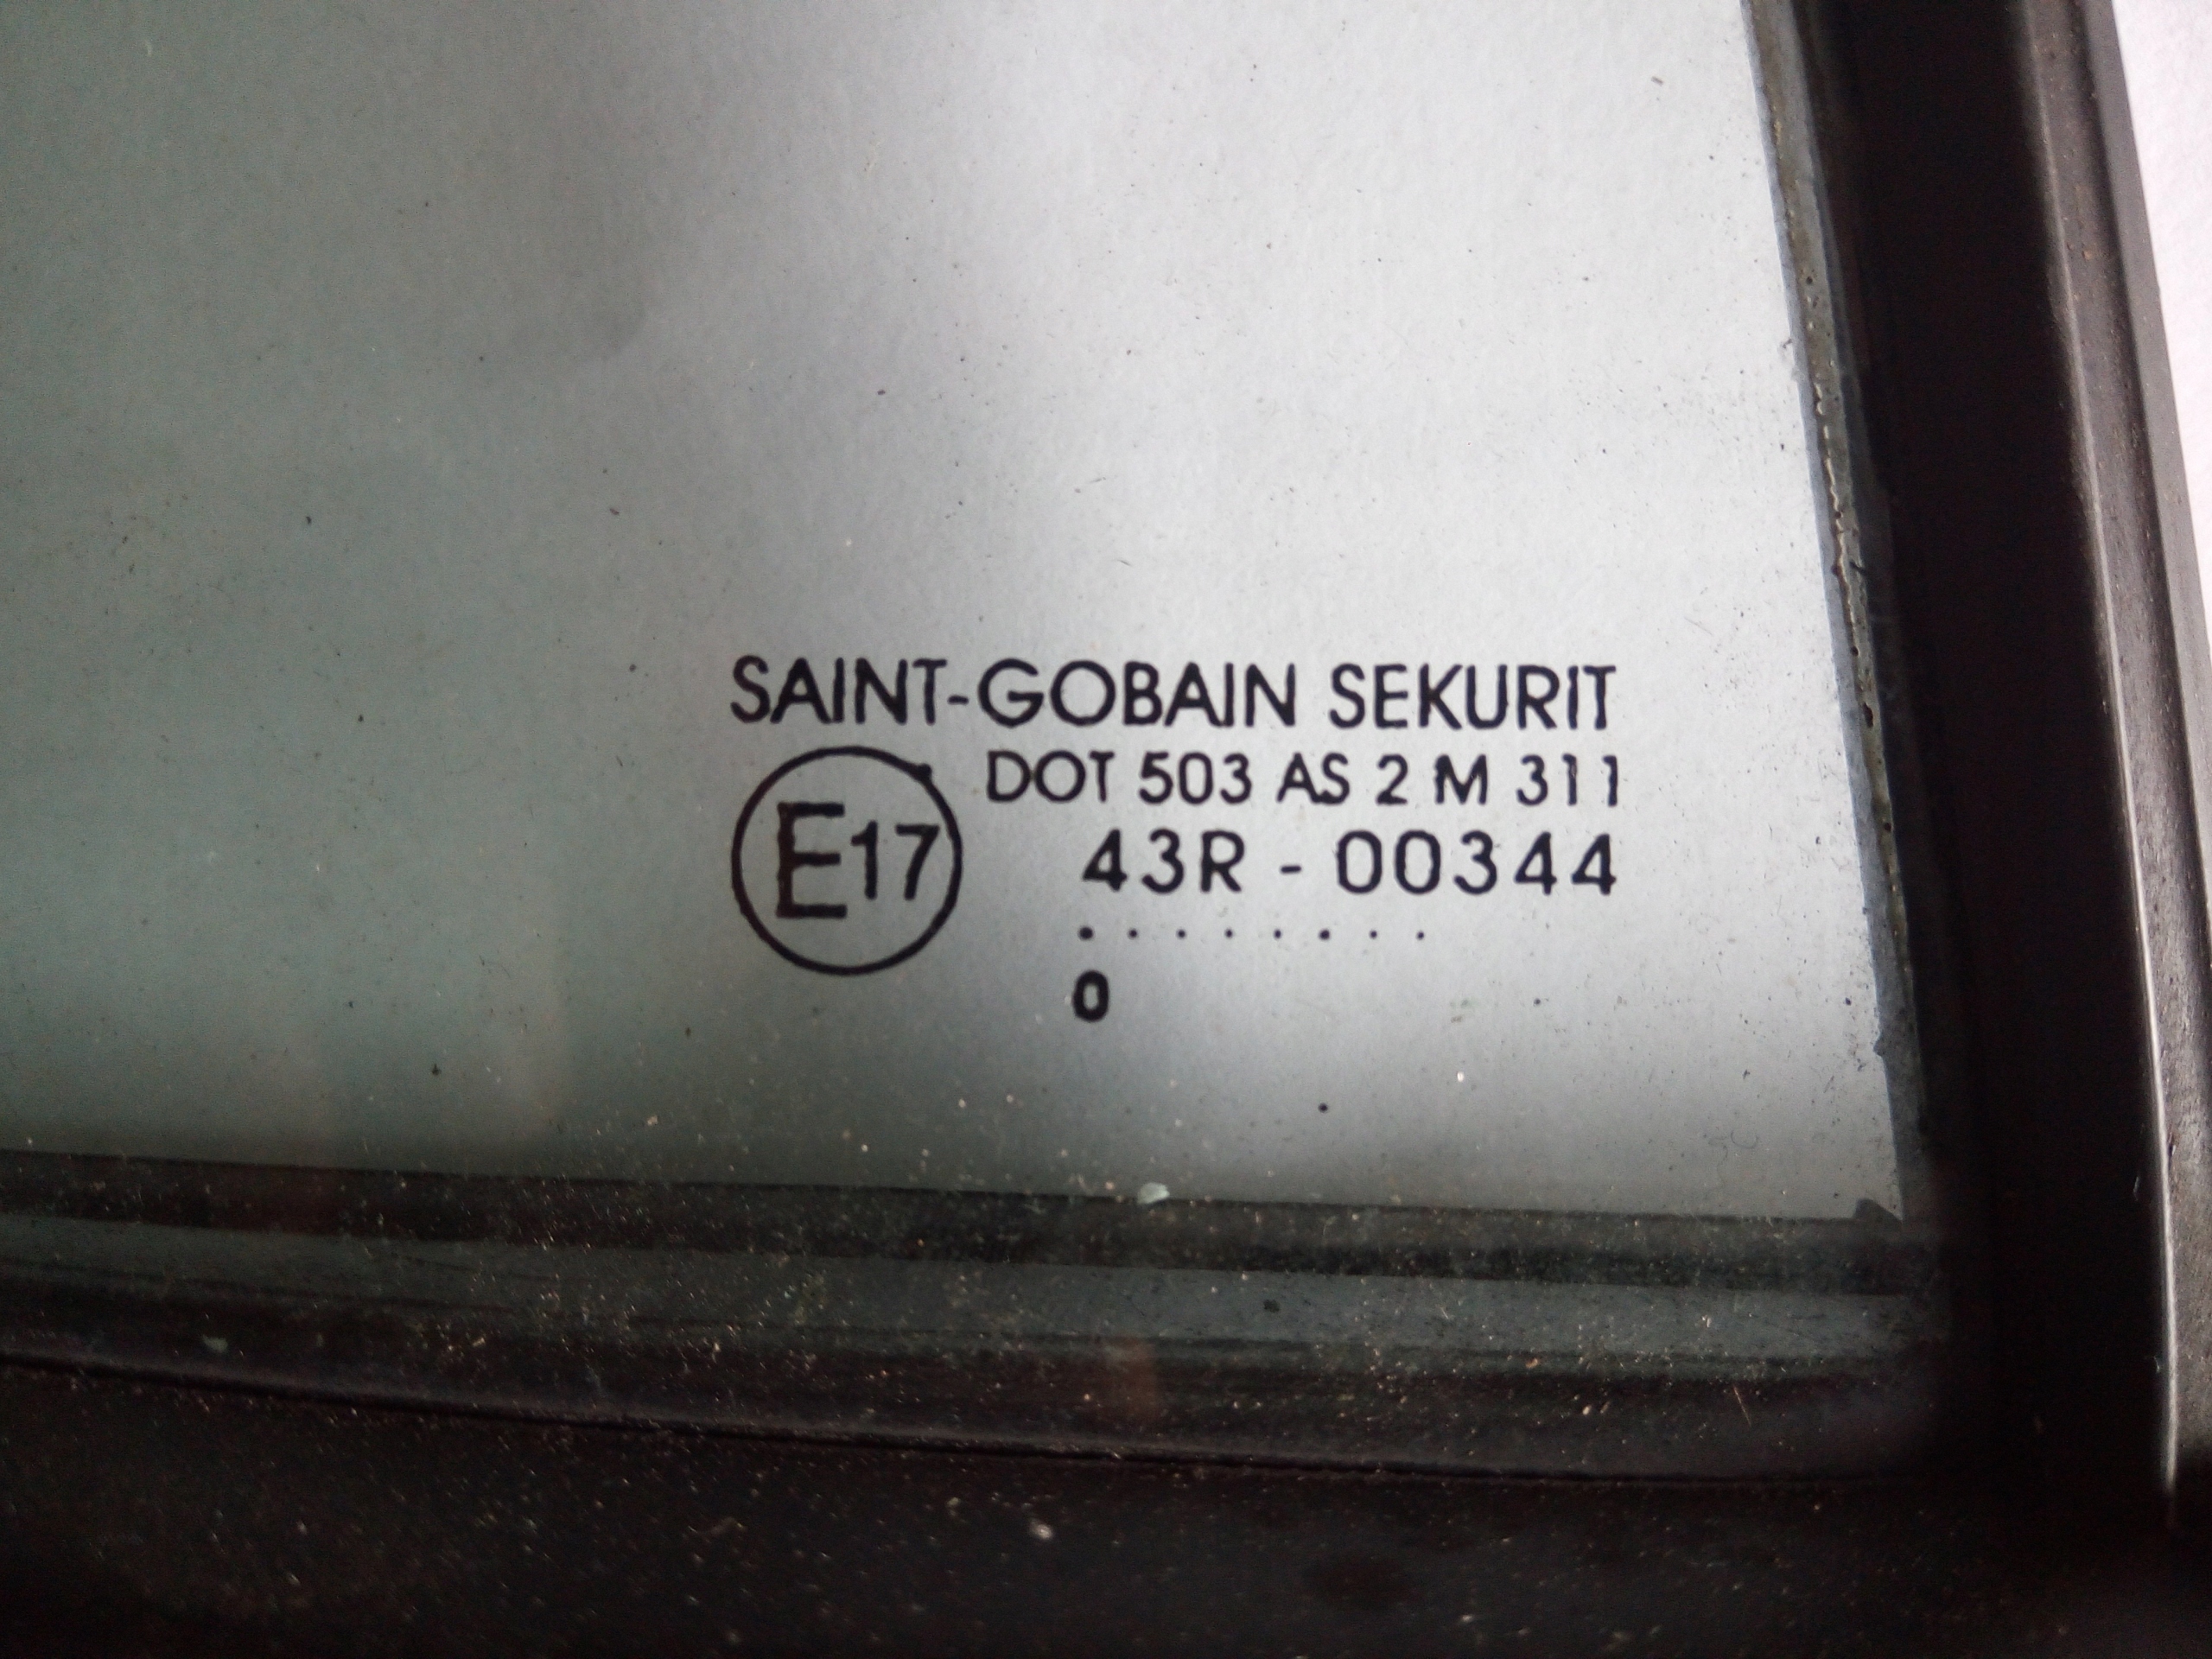 SAINT-GOBAIN SEKURIT
DOT 503 AS 2 M 311
E17
43R - 00344
. . . . . . . .
0